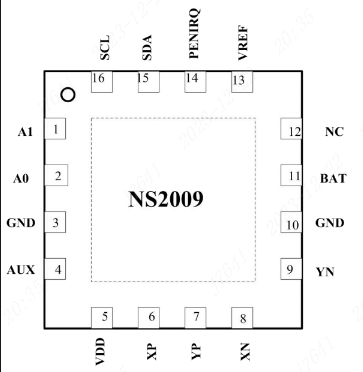 SCL SDA PENIRQ VREF
16 15 14 13
A1 1 12 NC
A0 2 11 BAT
NS2009
GND 3 10 GND
AUX 4 9 YN
5 6 7 8
VDD XP YP XN